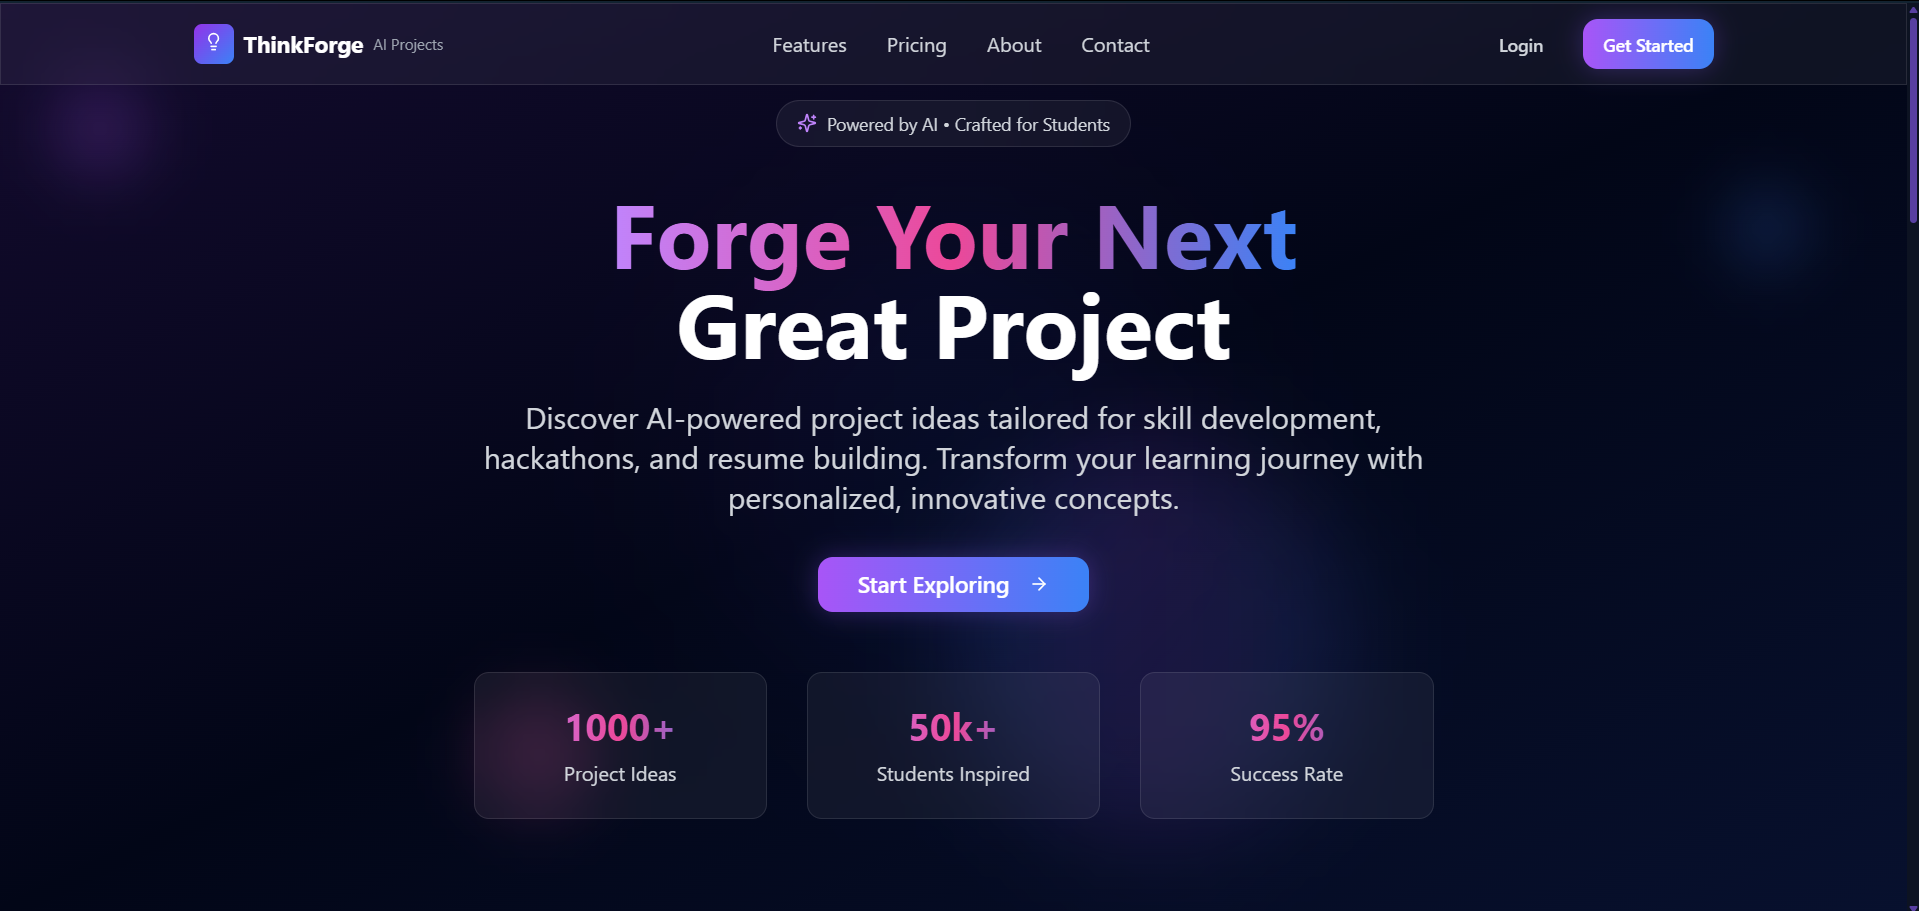 ThinkForge AI Projects
Features Pricing About Contact
Login Get Started
Powered by AI • Crafted for Students
Forge Your Next
Great Project
Discover AI-powered project ideas tailored for skill development,
hackathons, and resume building. Transform your learning journey with
personalized, innovative concepts.
Start Exploring →
1000+
Project Ideas
50k+
Students Inspired
95%
Success Rate